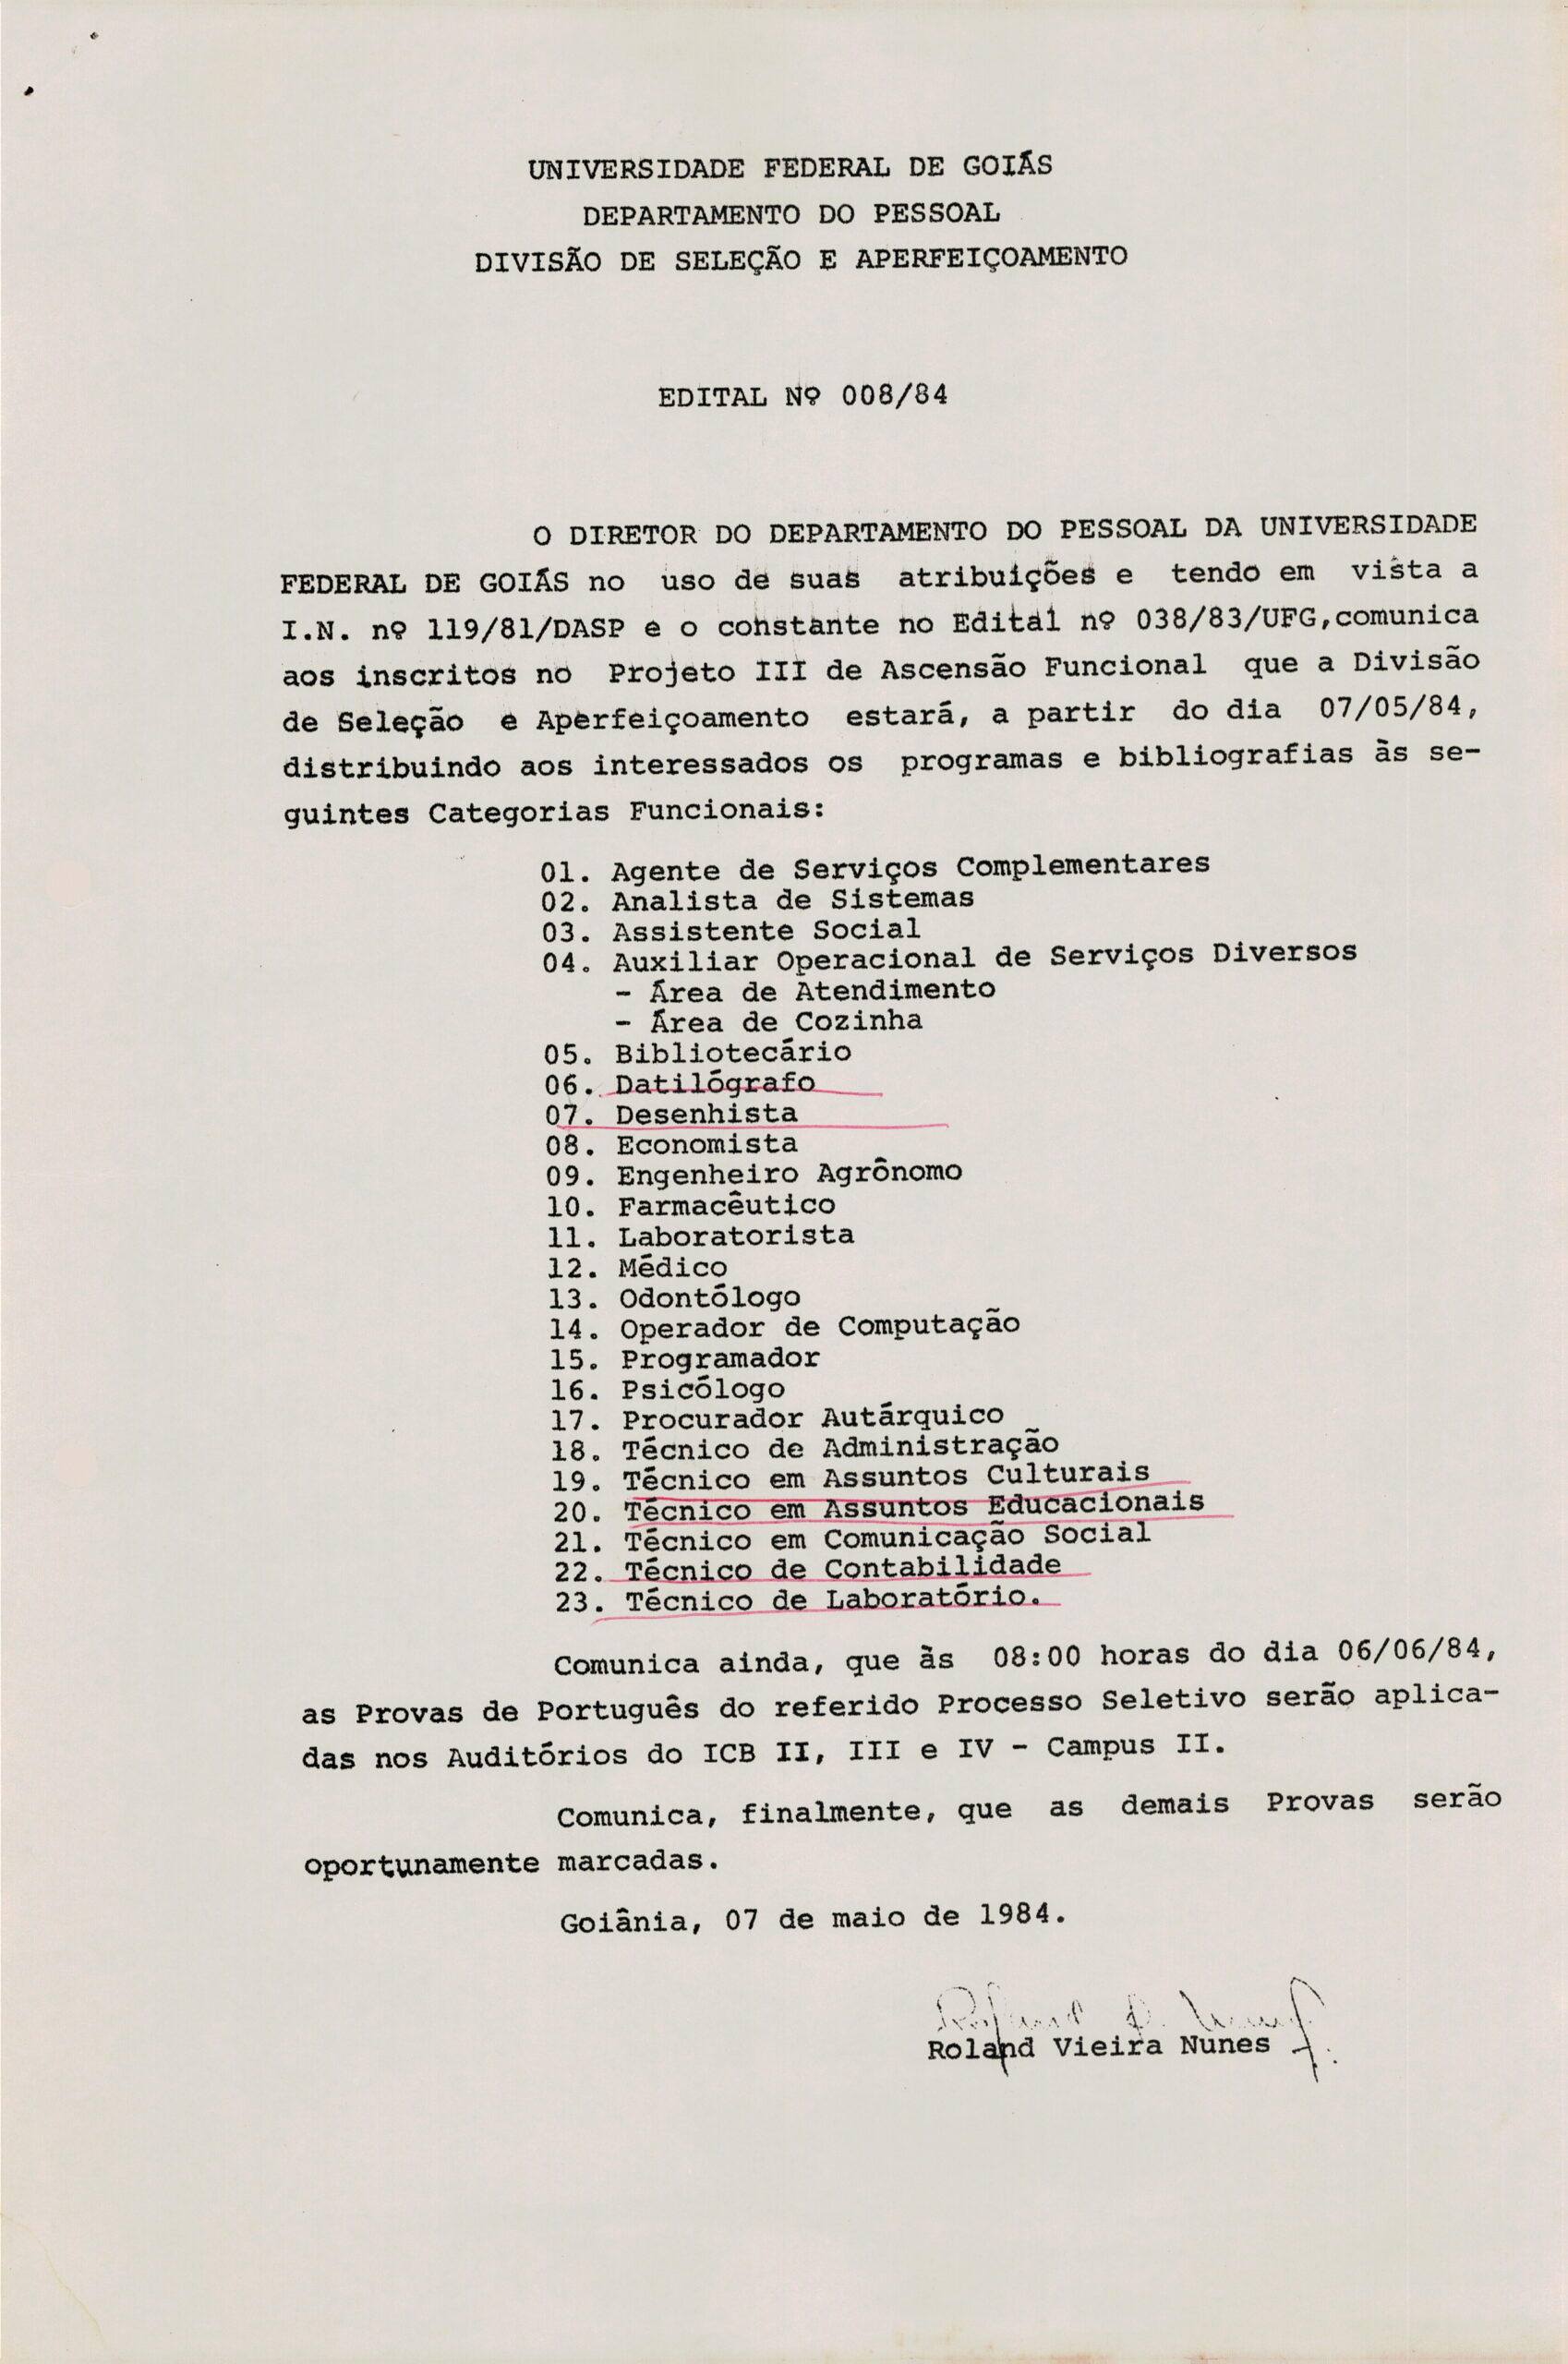 UNIVERSIDADE FEDERAL DE GOIÁS
DEPARTAMENTO DO PESSOAL
DIVISÃO DE SELEÇÃO E APERFEIÇOAMENTO
EDITAL Nº 008/84
O DIRETOR DO DEPARTAMENTO DO PESSOAL DA UNIVERSIDADE
FEDERAL DE GOIÁS no uso de suas atribuições e tendo em vista a
I.N. nº 119/81/DASP e o constante no Edital nº 038/83/UFG,comunica
aos inscritos no Projeto III de Ascensão Funcional que a Divisão
de Seleção e Aperfeiçoamento estará, a partir do dia 07/05/84,
distribuindo aos interessados os programas e bibliografias às se-
guintes Categorias Funcionais:
01. Agente de Serviços Complementares
02. Analista de Sistemas
03. Assistente Social
04. Auxiliar Operacional de Serviços Diversos
- Área de Atendimento
- Área de Cozinha
05. Bibliotecário
06. Datilógrafo
07. Desenhista
08. Economista
09. Engenheiro Agrônomo
10. Farmacêutico
11. Laboratorista
12. Médico
13. Odontólogo
14. Operador de Computação
15. Programador
16. Psicólogo
17. Procurador Autárquico
18. Técnico de Administração
19. Técnico em Assuntos Culturais
20. Técnico em Assuntos Educacionais
21. Técnico em Comunicação Social
22. Técnico de Contabilidade
23. Técnico de Laboratório.
Comunica ainda, que às 08:00 horas do dia 06/06/84,
as Provas de Português do referido Processo Seletivo serão aplica-
das nos Auditórios do ICB II, III e IV - Campus II.
Comunica, finalmente, que as demais Provas serão
oportunamente marcadas.
Goiânia, 07 de maio de 1984.
Roland Vieira Nunes